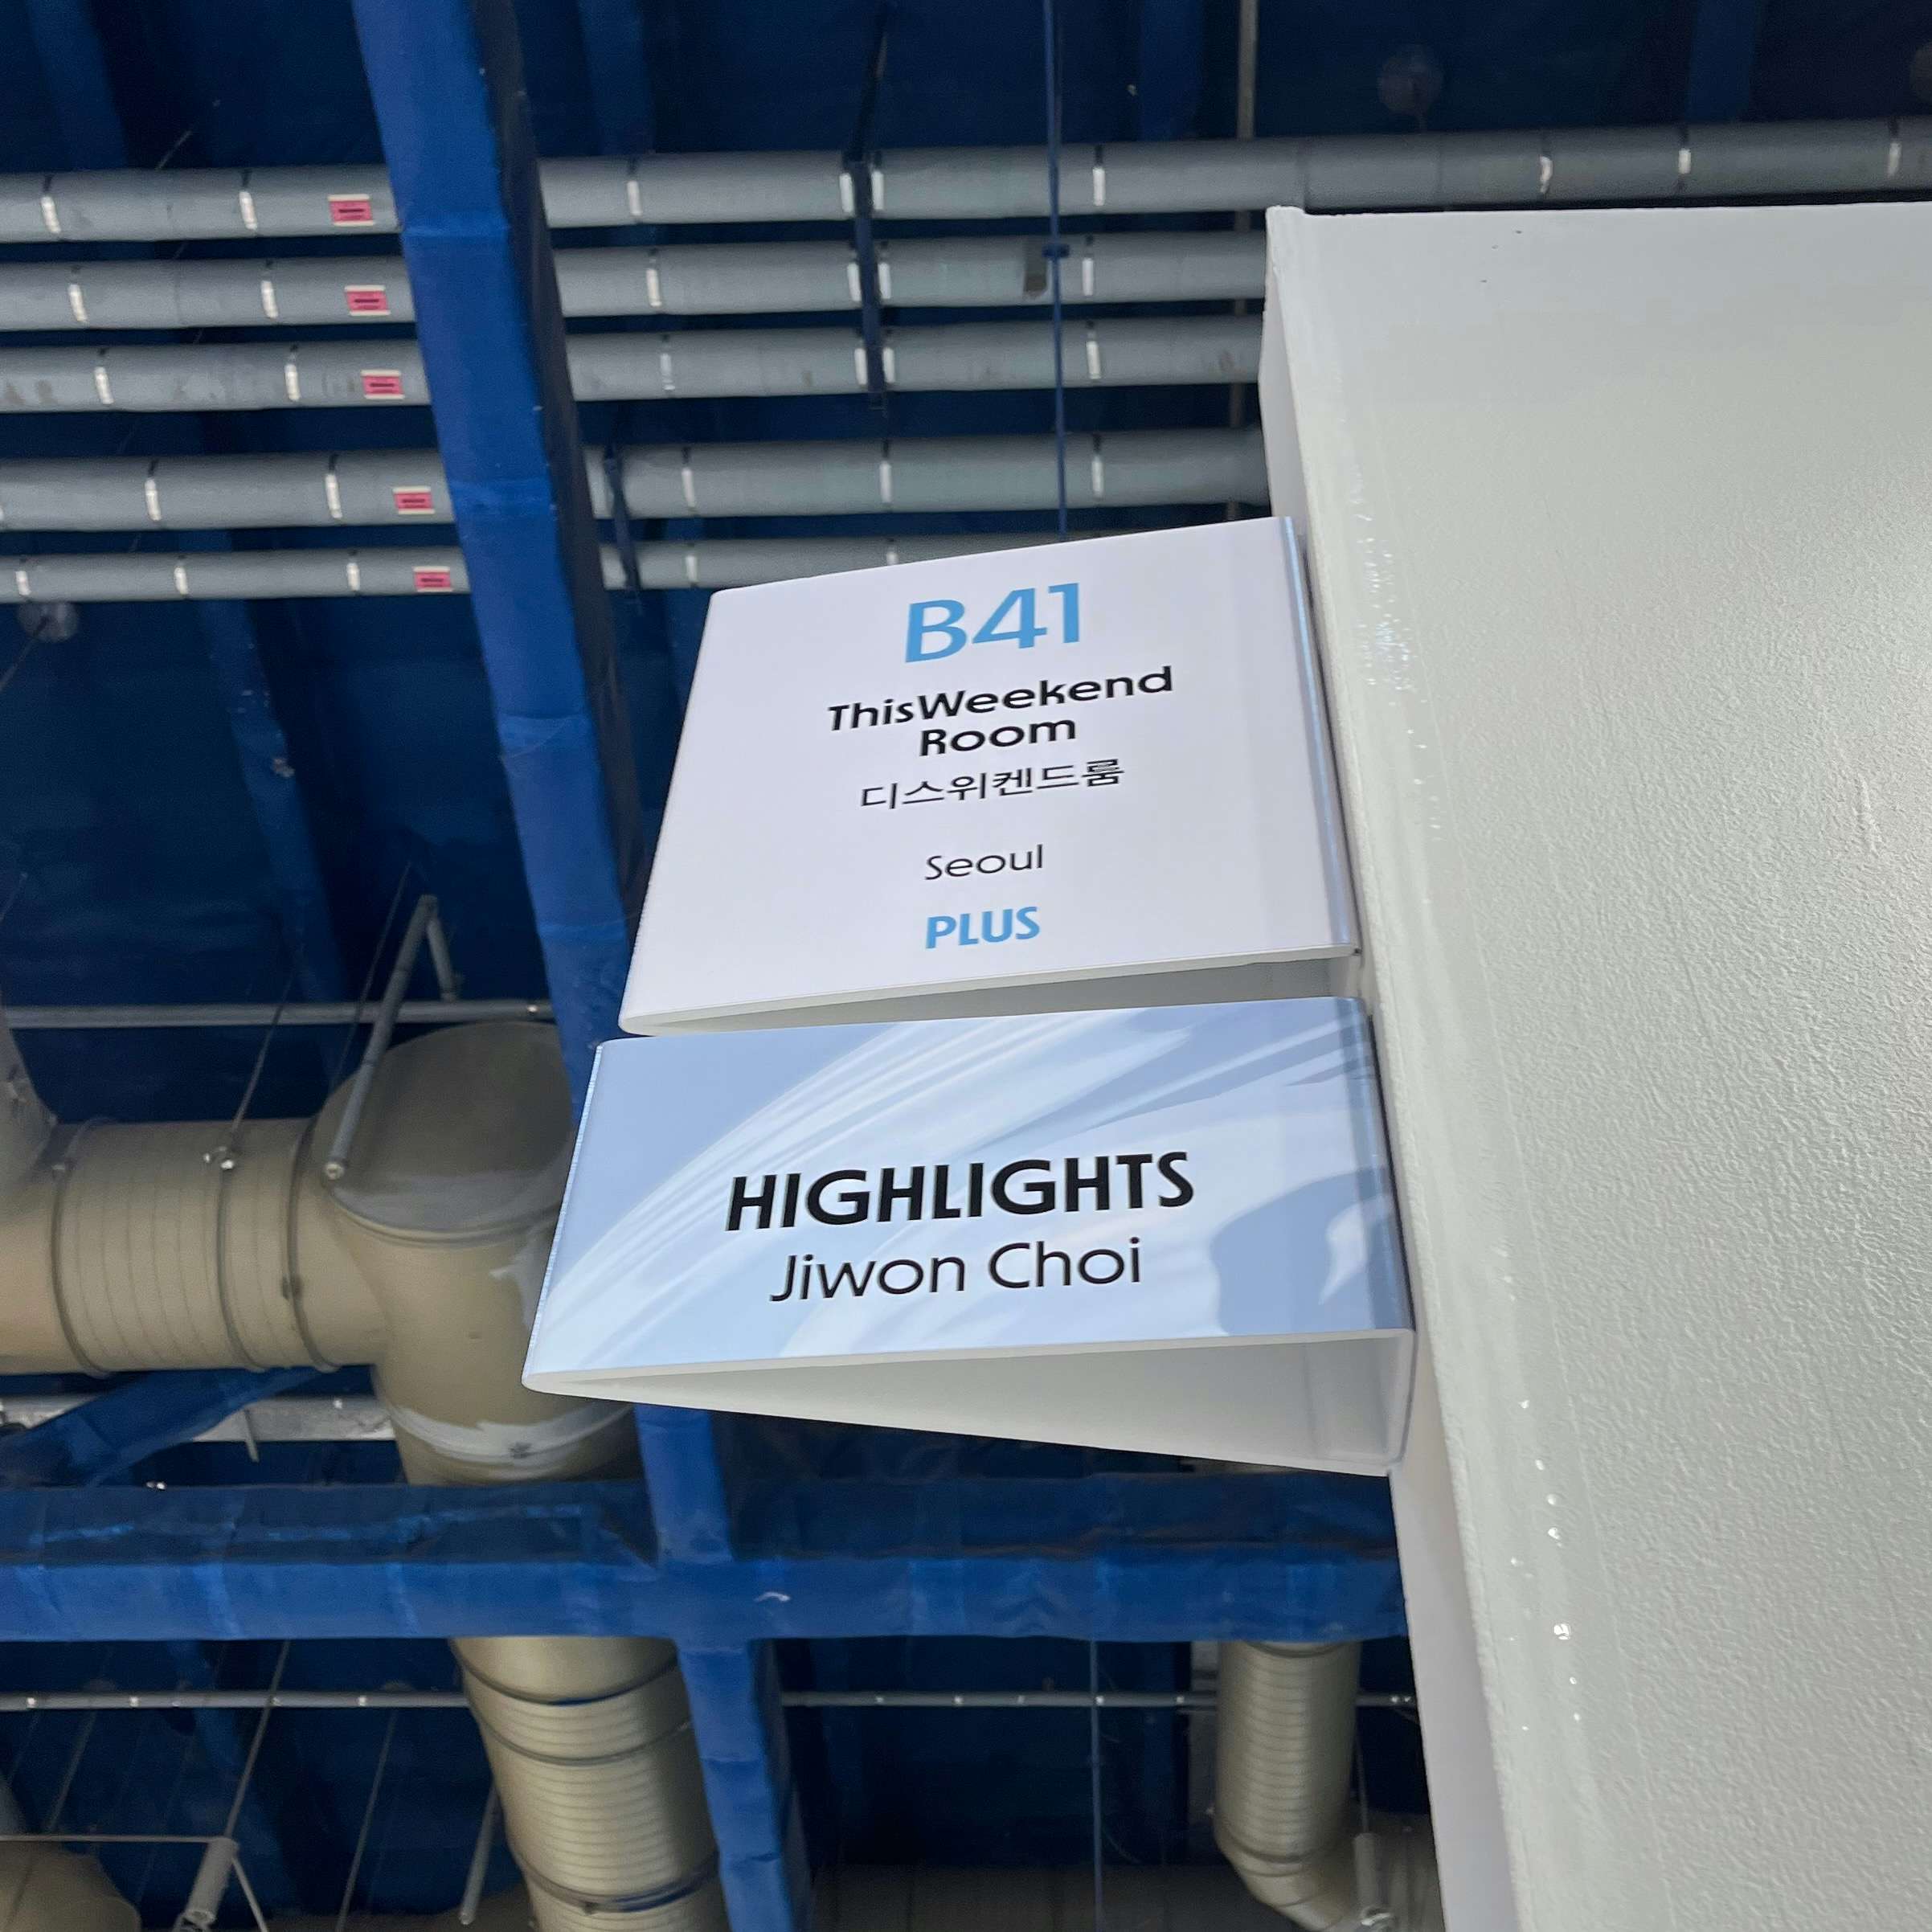 B41
ThisWeekend
Room
디스위켄드룸
Seoul
PLUS
HIGHLIGHTS
Jiwon Choi